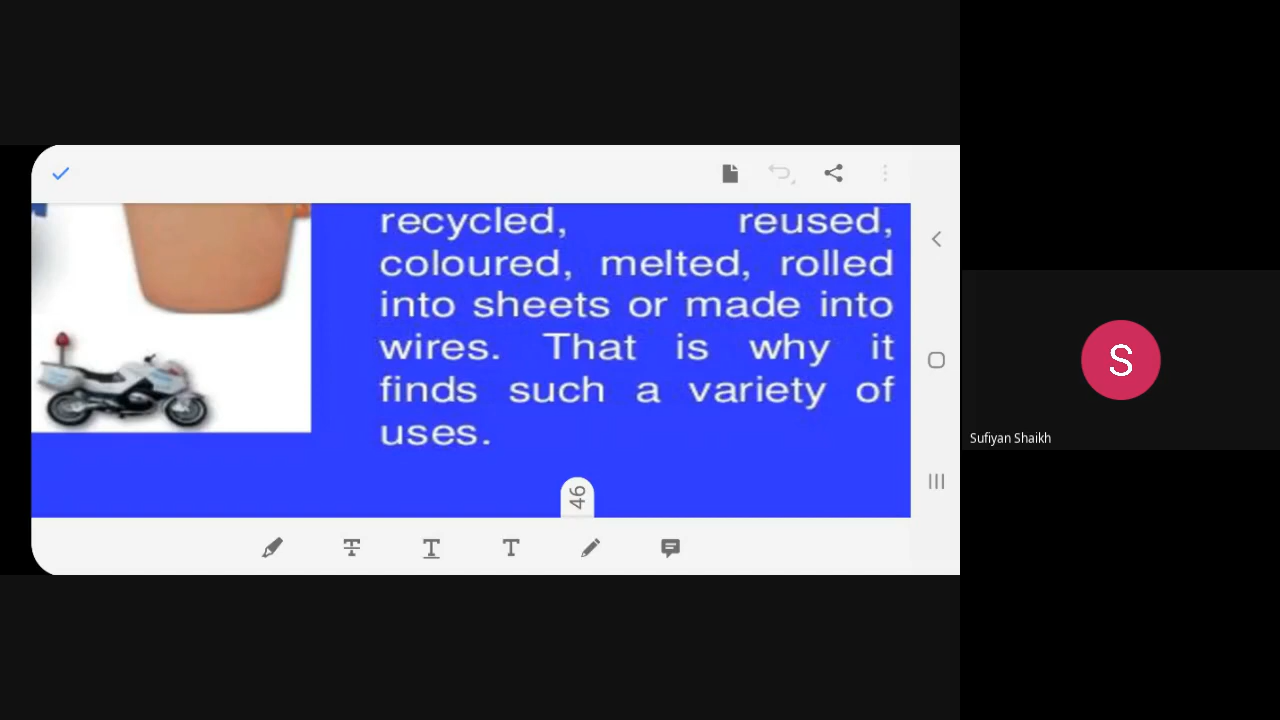 recycled, reused,
coloured, melted, rolled
into sheets or made into
wires. That is why it
finds such a variety of
uses.
46
S
Sufiyan Shaikh